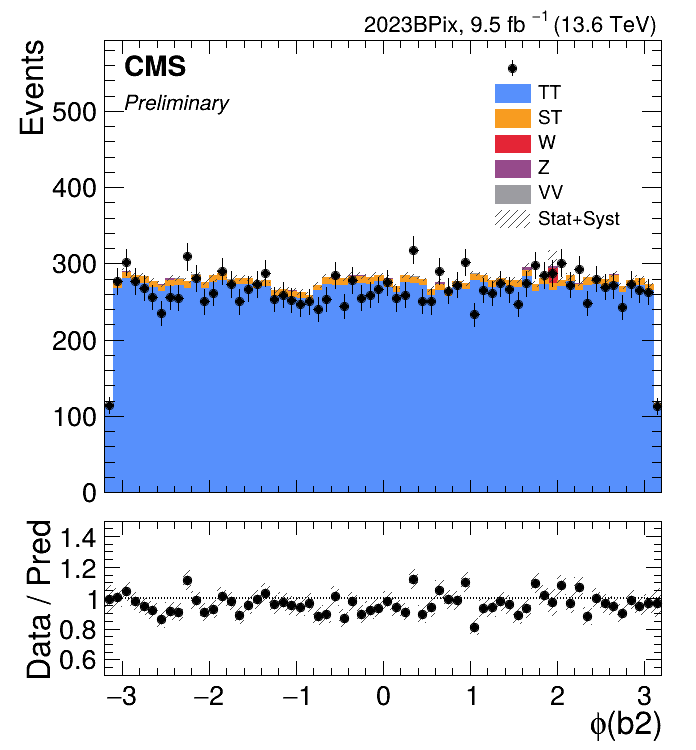 2023BPix, 9.5 fb⁻¹ (13.6 TeV)
CMS
Preliminary
TT
ST
W
Z
VV
Stat+Syst
Events
500
400
300
200
100
0
Data / Pred
1.4
1.2
1
0.8
0.6
−3 −2 −1 0 1 2 3
ϕ(b2)